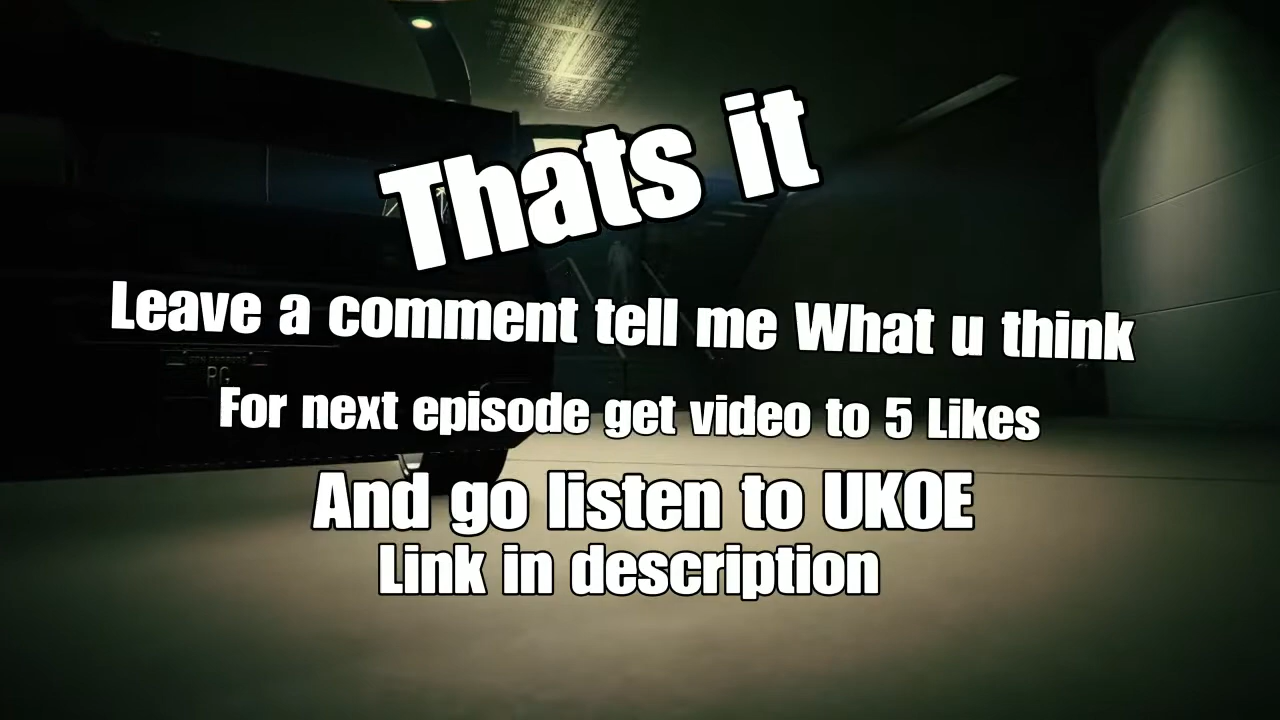 Thats it
Leave a comment tell me What u think
RG
For next episode get video to 5 Likes
And go listen to UKOE
Link in description